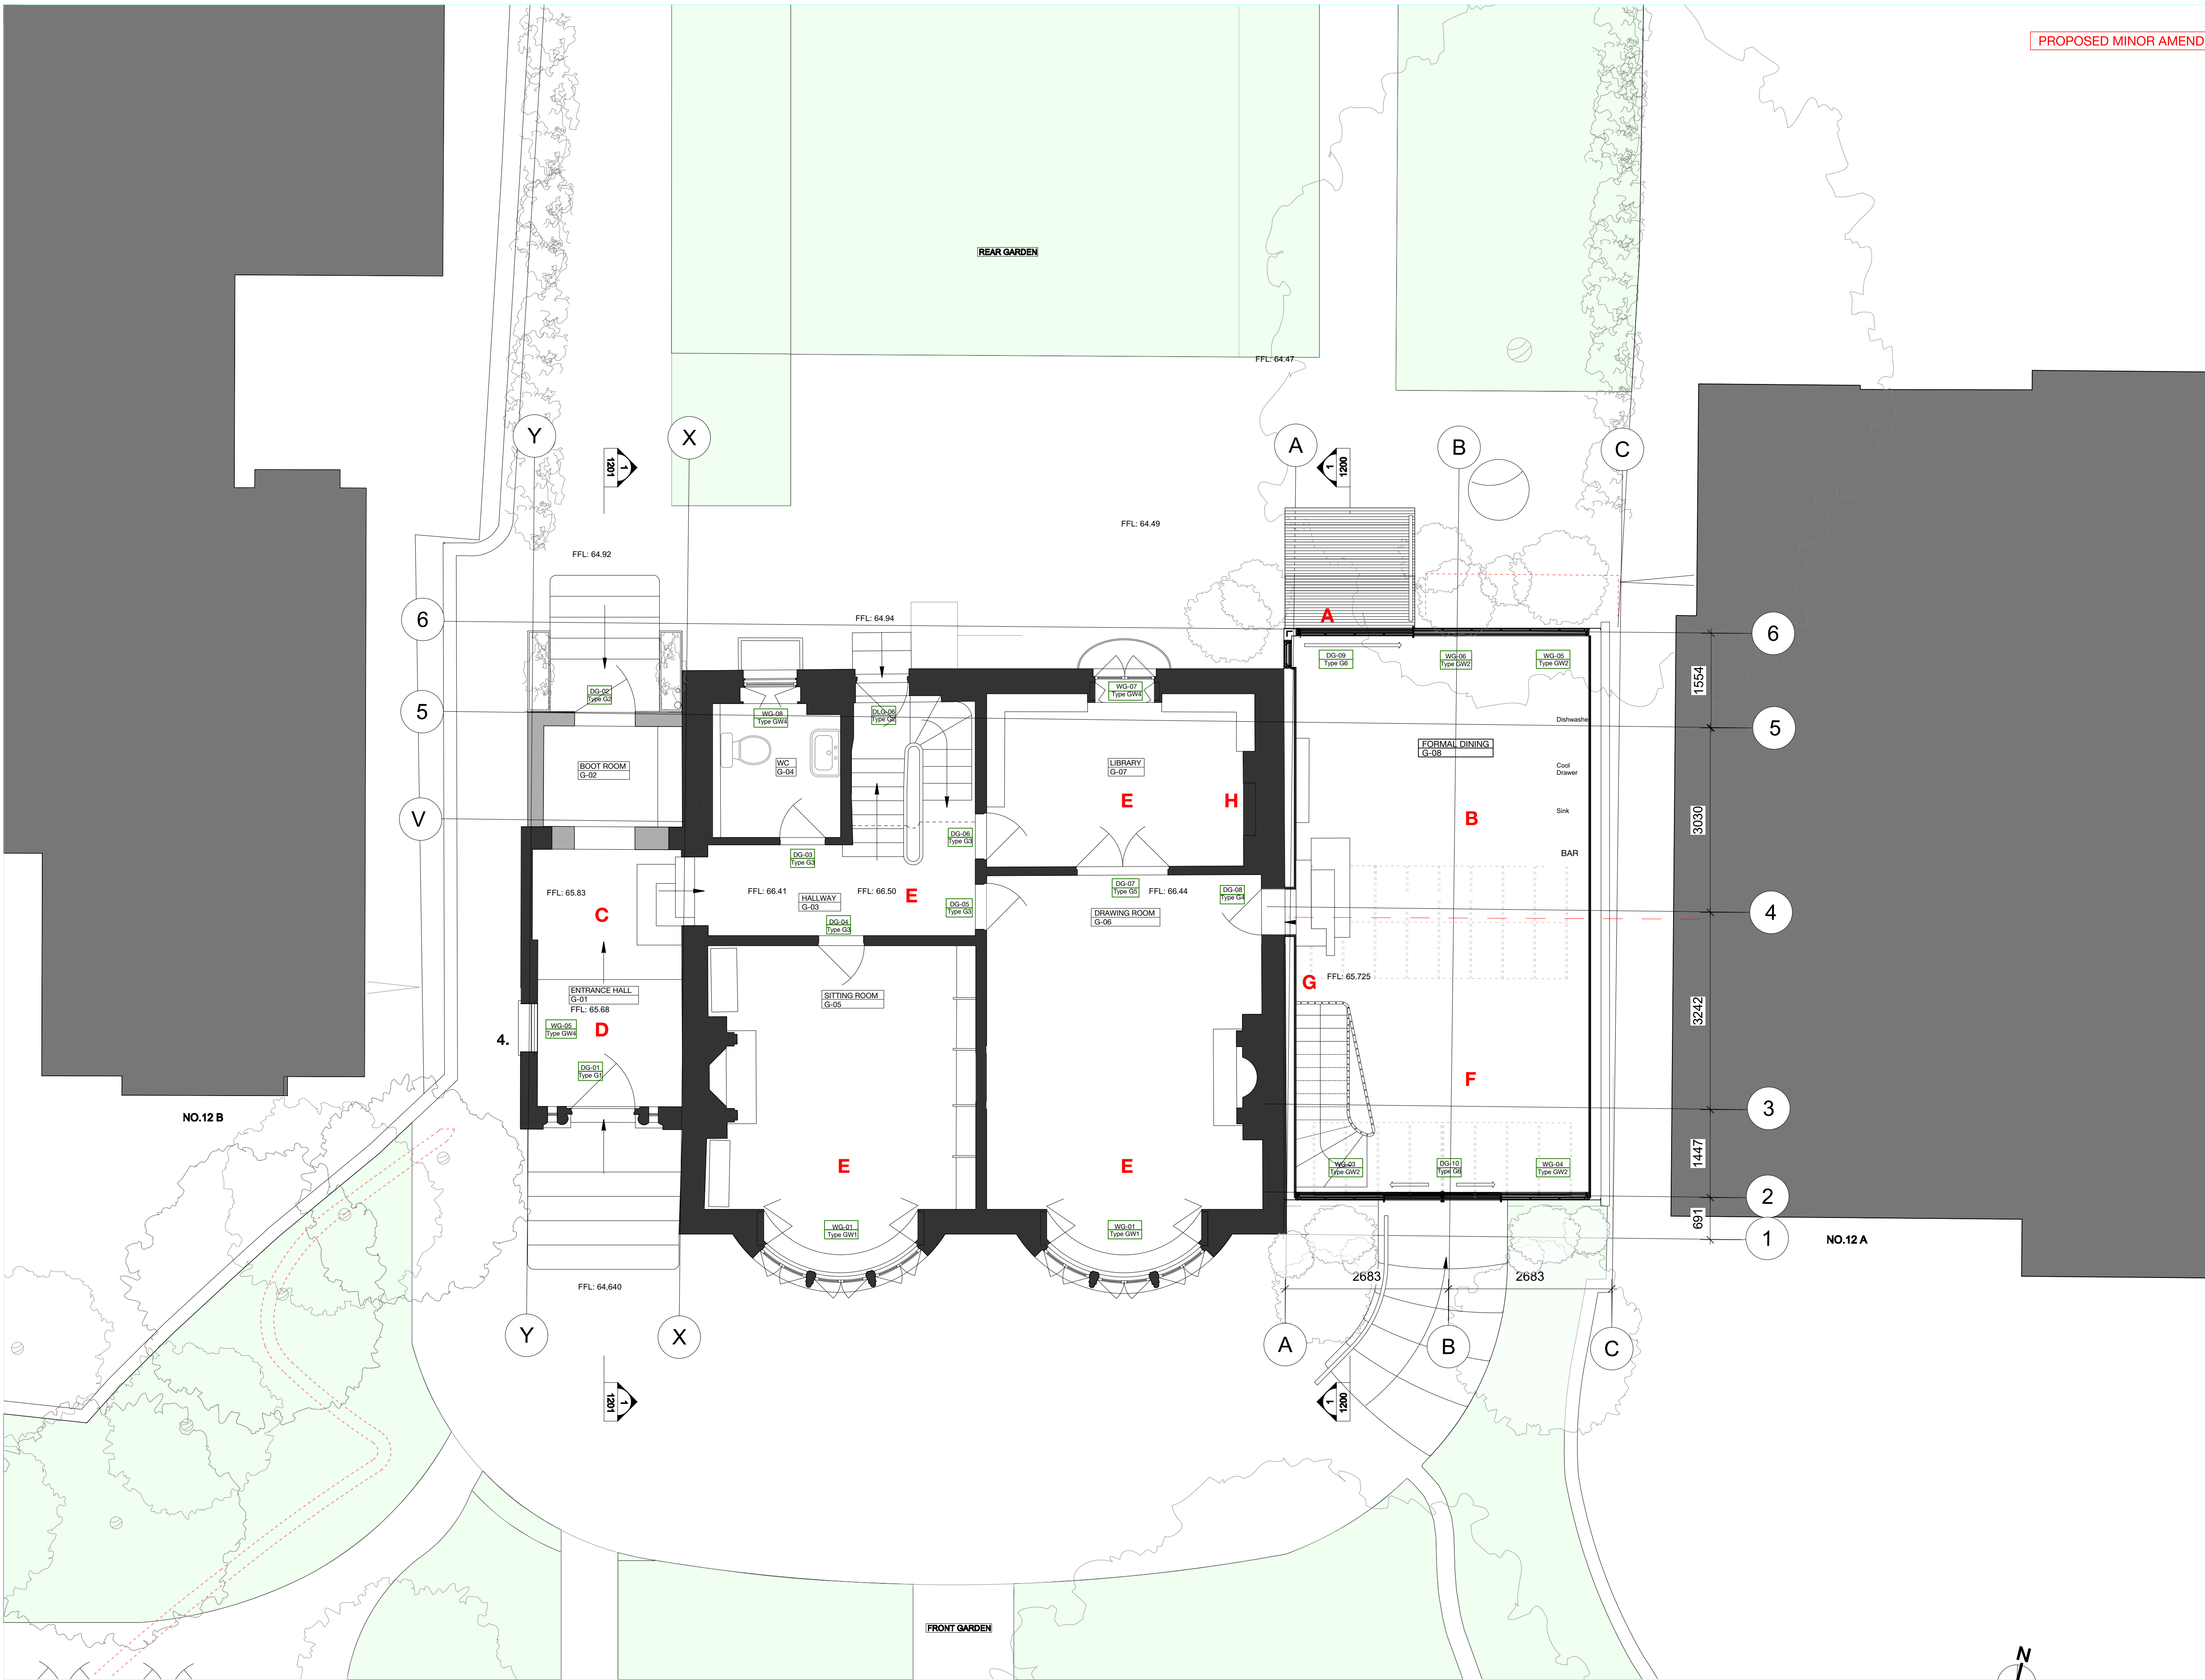 PROPOSED MINOR AMEND
REAR GARDEN
FFL: 64.47
Y
X
A
B
C
1201
1
1
1200
FFL: 64.49
FFL: 64.92
FFL: 64.94
A
6
6
DG-09
Type G6
WG-06
Type GW2
WG-05
Type GW2
1554
DG-02
Type G2
WG-07
Type GW4
WG-08
Type GW4
DLG-06
Type G2
5
5
Dishwasher
FORMAL DINING
G-08
BOOT ROOM
G-02
WC
G-04
LIBRARY
G-07
Cool
Drawer
E
H
B
Sink
3030
V
DG-06
Type G3
DG-03
Type G3
BAR
FFL: 65.83
FFL: 66.41
FFL: 66.50
E
HALLWAY
G-03
DG-05
Type G3
DG-07
Type G5
FFL: 66.44
DG-08
Type G4
C
DG-04
Type G3
DRAWING ROOM
G-06
4
G
FFL: 65.725
ENTRANCE HALL
G-01
FFL: 65.68
SITTING ROOM
G-05
3242
WG-05
Type GW4
D
4.
DG-01
Type G1
F
3
NO.12 B
1447
E
E
WG-03
Type GW2
DG-10
Type G6
WG-04
Type GW2
2
WG-01
Type GW1
WG-01
Type GW1
691
1
NO.12 A
FFL: 64,640
2683
2683
Y
X
A
B
C
1201
1
1
1200
FRONT GARDEN
N